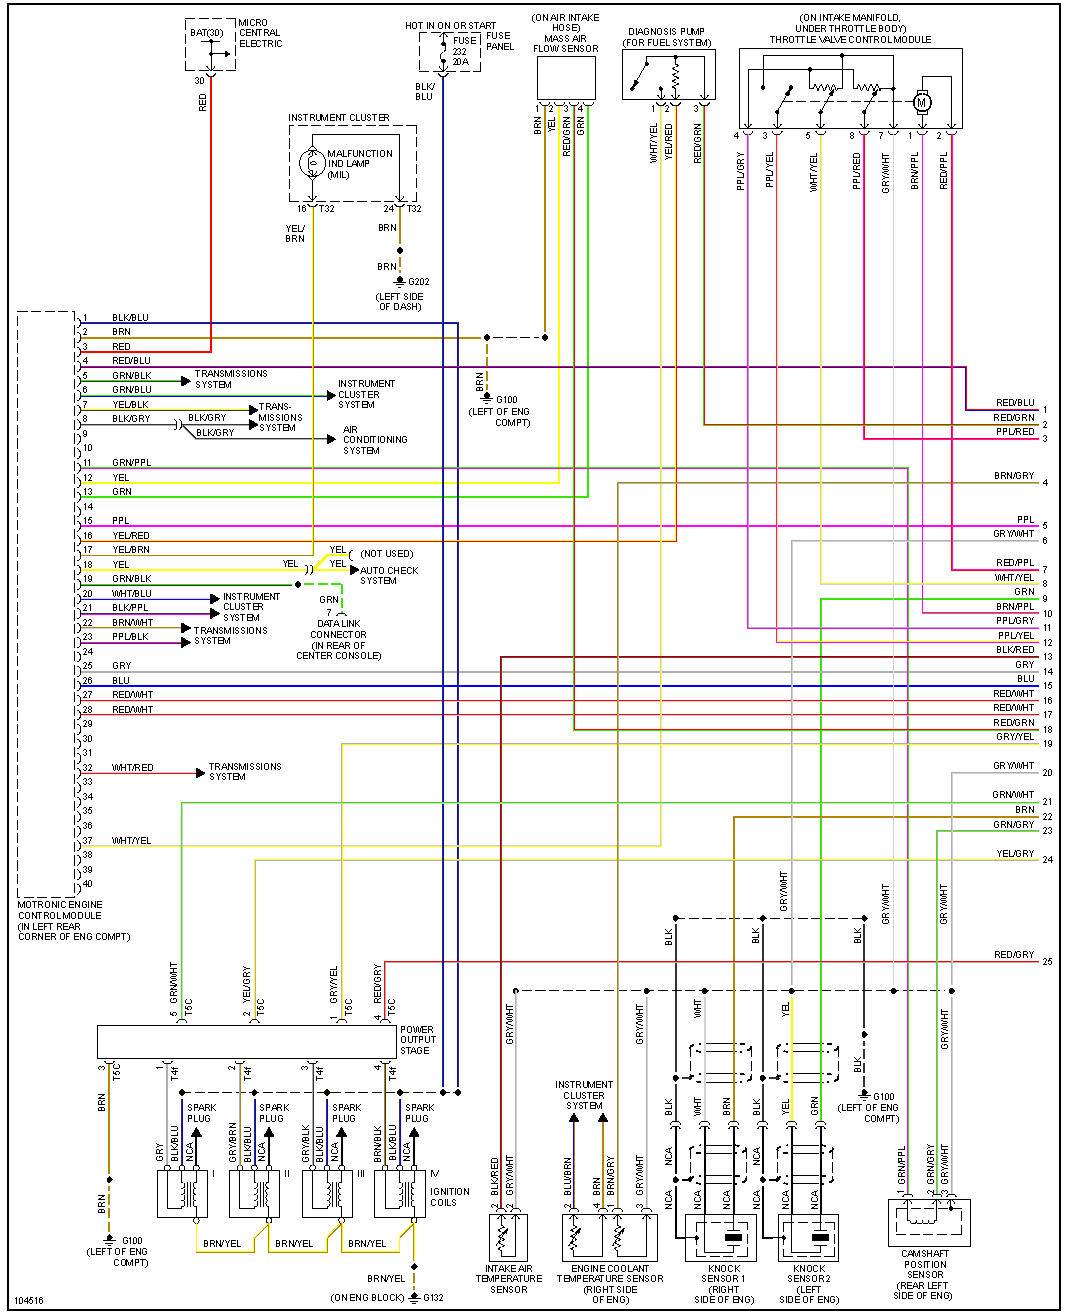 MICRO
CENTRAL
ELECTRIC
BAT(30)
30
RED
HOT IN ON OR START
FUSE
232
20A
FUSE
PANEL
BLK/
BLU
(ON AIR INTAKE
HOSE)
MASS AIR
FLOW SENSOR
1 2 3 4
BRN
YEL
RED/GRN
GRN
DIAGNOSIS PUMP
(FOR FUEL SYSTEM)
1 2 3
WHT/YEL
YEL/RED
RED/GRN
(ON INTAKE MANIFOLD,
UNDER THROTTLE BODY)
THROTTLE VALVE CONTROL MODULE
M
4 3 5 8 7 1 2
PPL/GRY
PPL/YEL
WHT/YEL
PPL/RED
GRY/WHT
BRN/PPL
RED/PPL
INSTRUMENT CLUSTER
MALFUNCTION
IND LAMP
(MIL)
16 T32
24 T32
YEL/
BRN
BRN
BRN
G202
(LEFT SIDE
OF DASH)
BRN
G100
(LEFT OF ENG
COMPT)
1 BLK/BLU
2 BRN
3 RED
4 RED/BLU
5 GRN/BLK
TRANSMISSIONS
SYSTEM
6 GRN/BLU
INSTRUMENT
CLUSTER
SYSTEM
7 YEL/BLK
TRANS-
MISSIONS
SYSTEM
8 BLK/GRY
BLK/GRY
BLK/GRY
AIR
CONDITIONING
SYSTEM
9
10
11 GRN/PPL
12 YEL
13 GRN
14
15 PPL
16 YEL/RED
17 YEL/BRN
18 YEL
YEL
YEL
(NOT USED)
YEL
AUTO CHECK
SYSTEM
19 GRN/BLK
GRN
7
DATA LINK
CONNECTOR
(IN REAR OF
CENTER CONSOLE)
20 WHT/BLU
21 BLK/PPL
INSTRUMENT
CLUSTER
SYSTEM
22 BRN/WHT
23 PPL/BLK
TRANSMISSIONS
SYSTEM
24
25 GRY
26 BLU
27 RED/WHT
28 RED/WHT
29
30
31
32 WHT/RED
TRANSMISSIONS
SYSTEM
33
34
35
36
37 WHT/YEL
38
39
40
MOTRONIC ENGINE
CONTROL MODULE
(IN LEFT REAR
CORNER OF ENG COMPT)
RED/BLU 1
RED/GRN 2
PPL/RED 3
BRN/GRY 4
PPL 5
GRY/WHT 6
RED/PPL 7
WHT/YEL 8
GRN 9
BRN/PPL 10
PPL/GRY 11
PPL/YEL 12
BLK/RED 13
GRY 14
BLU 15
RED/WHT 16
RED/WHT 17
RED/GRN 18
GRY/YEL 19
GRY/WHT 20
GRN/WHT 21
BRN 22
GRN/GRY 23
YEL/GRY 24
RED/GRY 25
GRN/WHT
5 T5C
YEL/GRY
2 T5C
GRY/YEL
1 T5C
RED/GRY
4 T5C
POWER
OUTPUT
STAGE
3 T5C
1 T4f
2 T4f
3 T4f
4 T4f
BRN
BRN
G100
(LEFT OF ENG
COMPT)
SPARK
PLUG
SPARK
PLUG
SPARK
PLUG
SPARK
PLUG
GRY
BLK/BLU
NCA
GRY/BRN
BLK/BLU
NCA
GRY/BLK
BLK/BLU
NCA
BRN/BLK
BLK/BLU
NCA
I
II
III
IV
IGNITION
COILS
BRN/YEL
BRN/YEL
BRN/YEL
BRN/YEL
(ON ENG BLOCK)
G132
GRY/WHT
BLK/RED
GRY/WHT
2 2
INTAKE AIR
TEMPERATURE
SENSOR
INSTRUMENT
CLUSTER
SYSTEM
BLU/BRN
BRN
BRN/GRY
GRY/WHT
GRY/WHT
2 4 1 3
ENGINE COOLANT
TEMPERATURE SENSOR
(RIGHT SIDE
OF ENG)
BLK
WHT
BLK
WHT
BRN
NCA
NCA
NCA
NCA
KNOCK
SENSOR 1
(RIGHT
SIDE OF ENG)
BLK
GRY/WHT
YEL
BLK
YEL
GRN
NCA
NCA
NCA
NCA
KNOCK
SENSOR 2
(LEFT
SIDE OF ENG)
BLK
BLK
G100
(LEFT OF ENG
COMPT)
GRY/WHT
GRY/WHT
GRY/WHT
GRN/PPL
GRN/GRY
GRY/WHT
1 2 3
CAMSHAFT
POSITION
SENSOR
(REAR LEFT
SIDE OF ENG)
104516